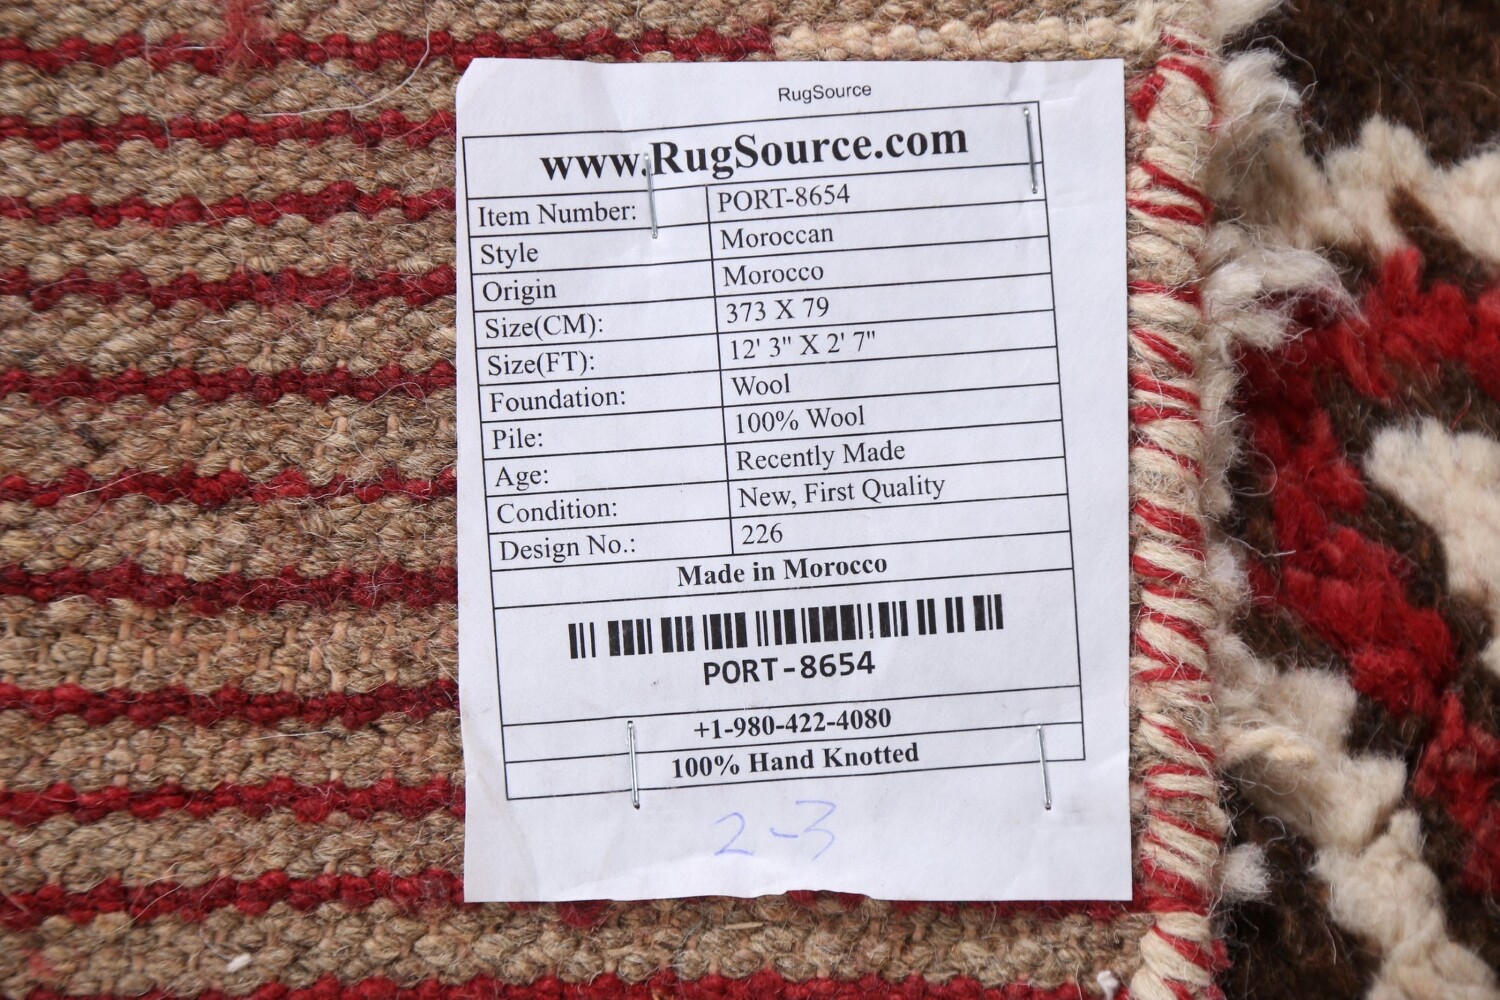 RugSource
www.RugSource.com
Item Number: PORT-8654
Style Moroccan
Origin Morocco
Size(CM): 373 X 79
Size(FT): 12' 3" X 2' 7"
Foundation: Wool
Pile: 100% Wool
Age: Recently Made
Condition: New, First Quality
Design No.: 226
Made in Morocco
PORT-8654
+1-980-422-4080
100% Hand Knotted
2-3